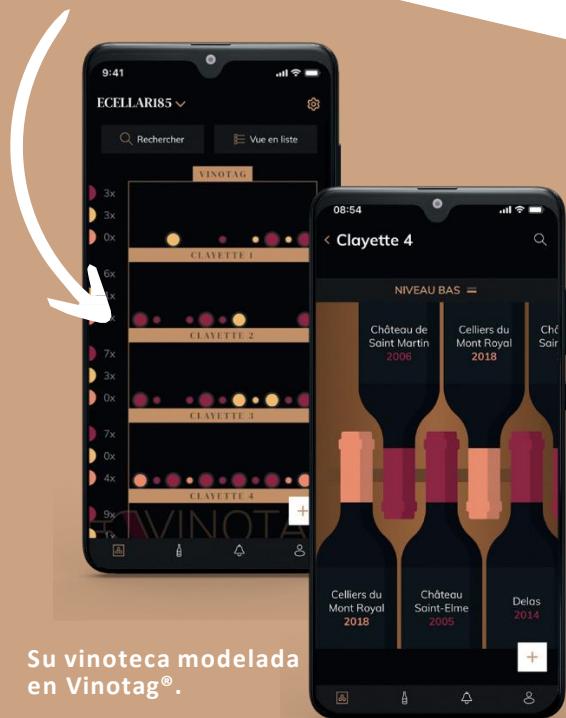 9:41
ECELLAR185
Rechercher
Vue en liste
VINOTAG
3x
3x
0x
CLAYETTE 1
6x
CLAYETTE 2
7x
3x
0x
CLAYETTE 3
7x
0x
4x
CLAYETTE 4
9x
VINOTA
08:54
Clayette 4
NIVEAU BAS
Château de
Saint Martin
2006
Celliers du
Mont Royal
2018
Celliers du
Mont Royal
2018
Château
Saint-Elme
2005
Delas
2014
Su vinoteca modelada
en Vinotag®.